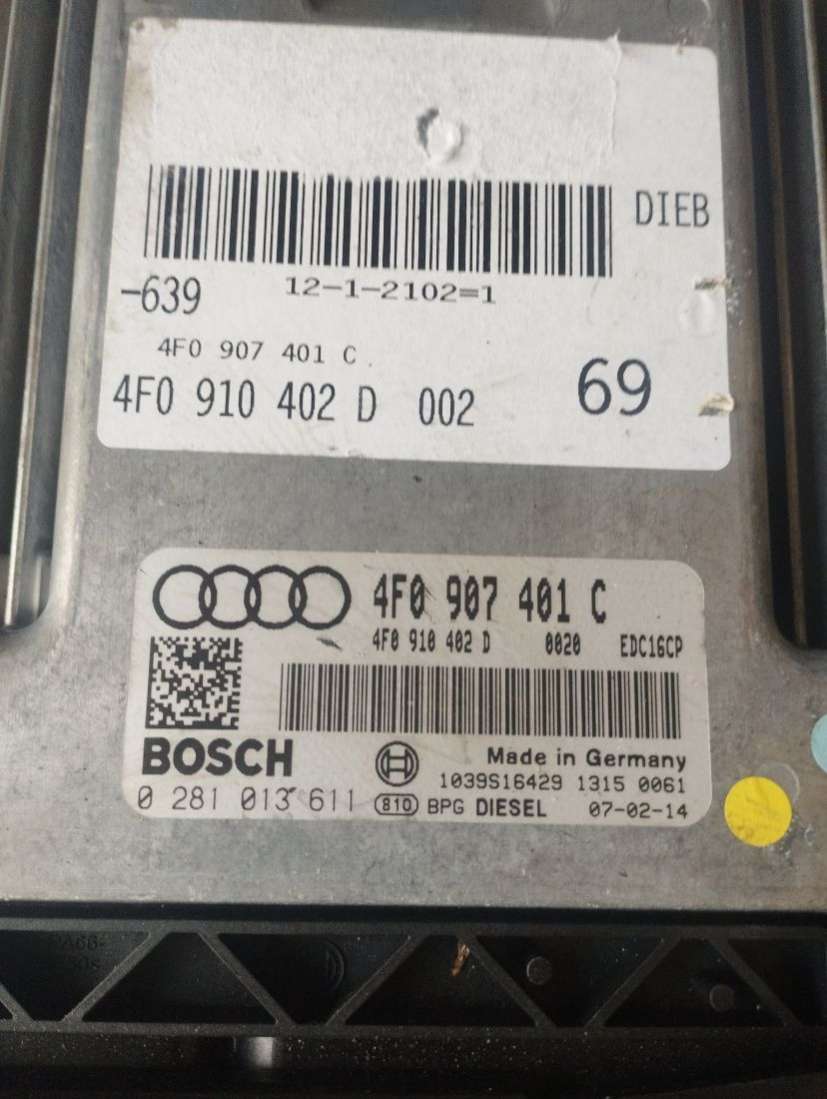 DIEB
12-1-2102=1
-639
4F0 907 401 C
4F0 910 402 D 002
69
4F0 907 401 C
4F0 910 402 D 0020 EDC16CP
BOSCH
Made in Germany
1039S16429 1315 0061
0 281 013 611
810 BPG DIESEL 07-02-14